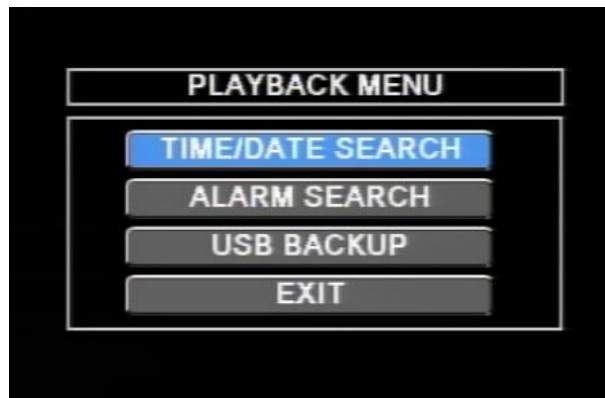 PLAYBACK MENU
TIME/DATE SEARCH
ALARM SEARCH
USB BACKUP
EXIT